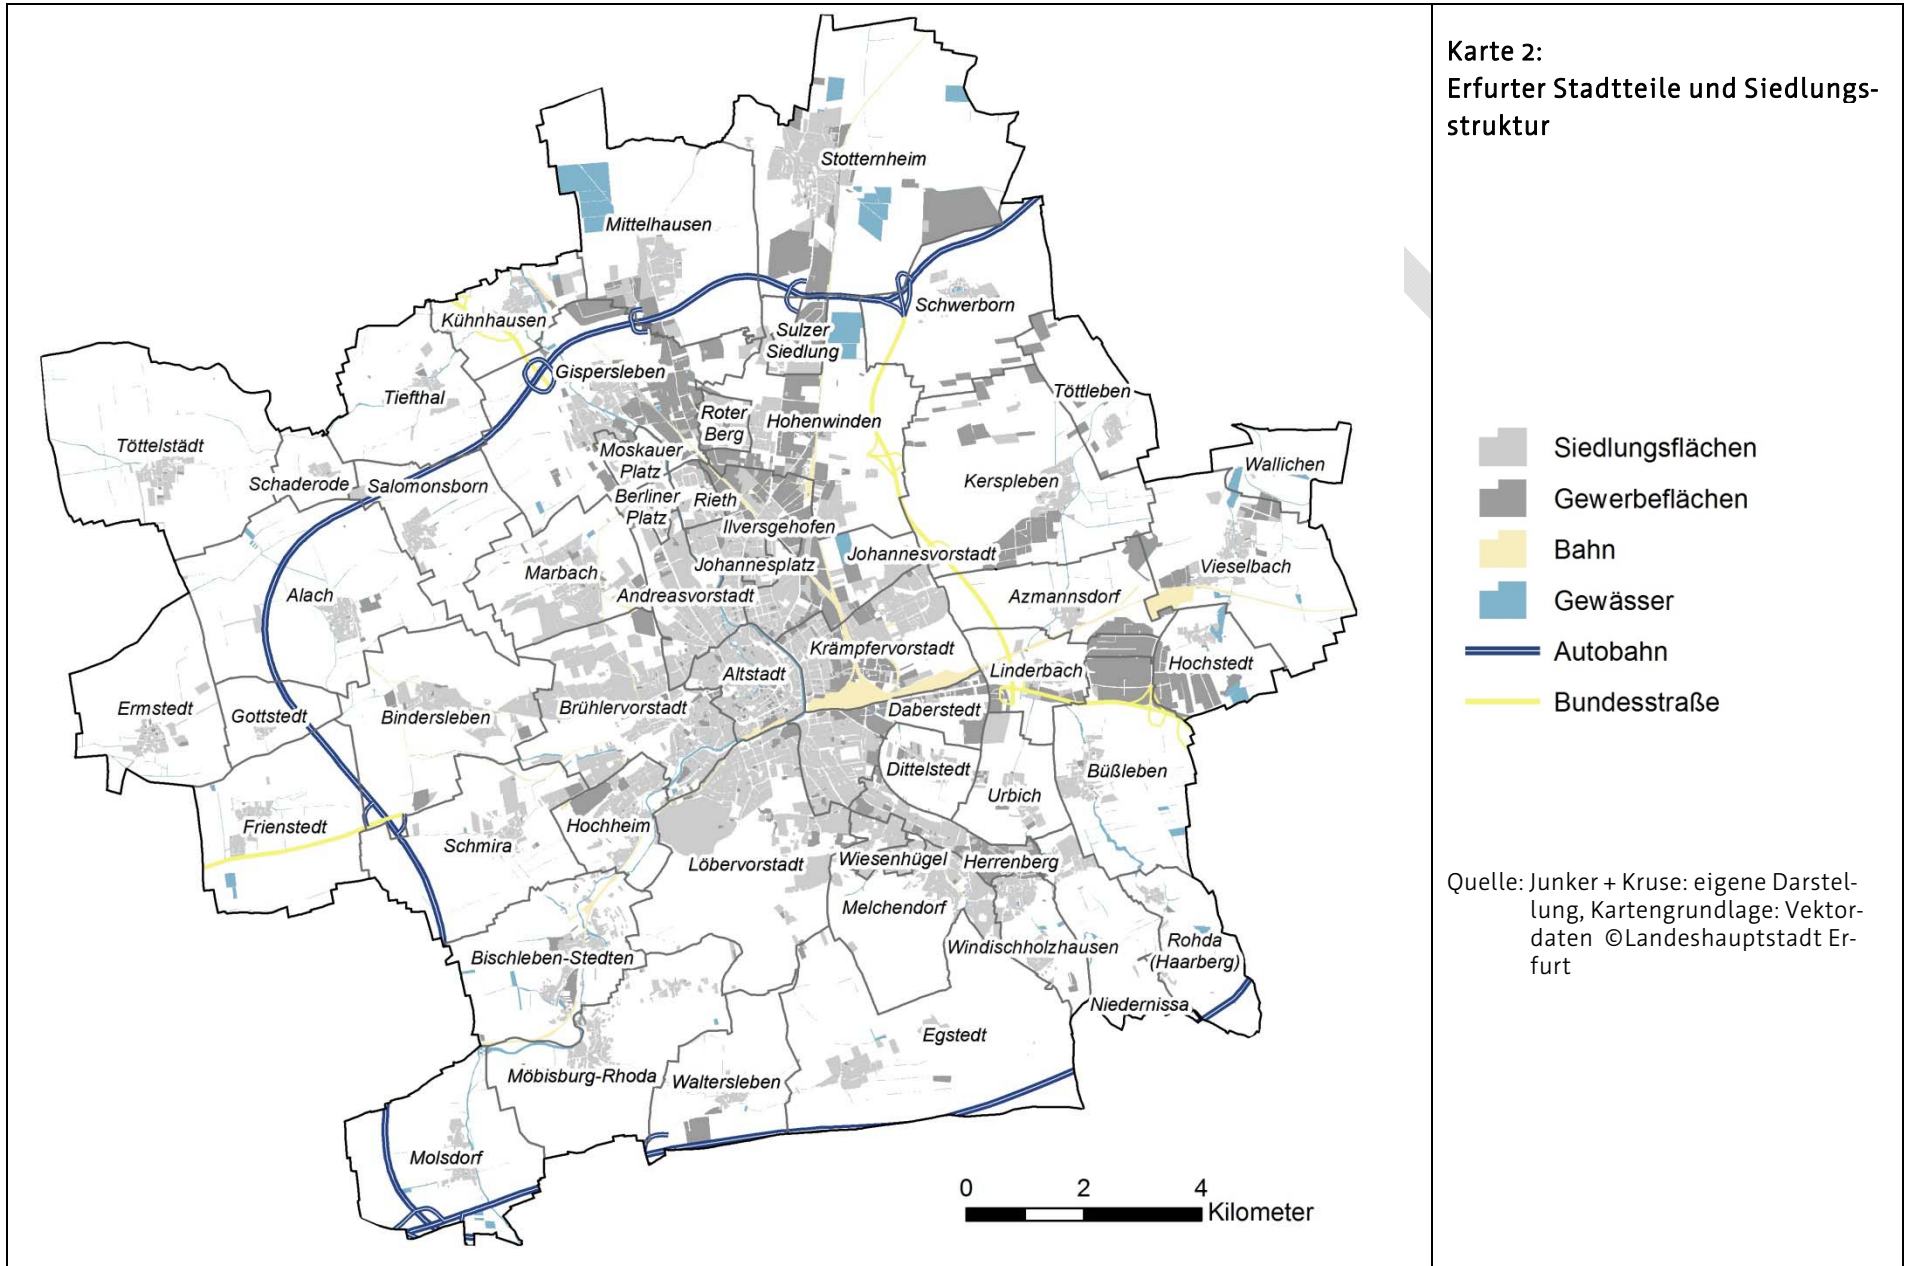 Karte 2:
Erfurter Stadtteile und Siedlungs-
struktur
Stotternheim
Mittelhausen
Schwerborn
Kühnhausen
Sulzer
Siedlung
Gispersleben
Tiefthal
Töttleben
Roter
Berg
Hohenwinden
Töttelstädt
Moskauer
Platz
Wallichen
Schaderode
Salomonsborn
Kerspleben
Berliner
Platz
Rieth
Ilversgehofen
Johannesvorstadt
Marbach
Johannesplatz
Vieselbach
Alach
Andreasvorstadt
Azmannsdorf
Krämpfervorstadt
Altstadt
Linderbach
Hochstedt
Ermstedt
Gottstedt
Bindersleben
Brühlervorstadt
Daberstedt
Dittelstedt
Büßleben
Urbich
Frienstedt
Hochheim
Schmira
Löbervorstadt
Wiesenhügel
Herrenberg
Melchendorf
Windischholzhausen
Rohda
(Haarberg)
Bischleben-Stedten
Niedernissa
Egstedt
Möbisburg-Rhoda
Waltersleben
Molsdorf
0 2 4
Kilometer
Siedlungsflächen
Gewerbeflächen
Bahn
Gewässer
Autobahn
Bundesstraße
Quelle: Junker + Kruse: eigene Darstel-
lung, Kartengrundlage: Vektor-
daten ©Landeshauptstadt Er-
furt